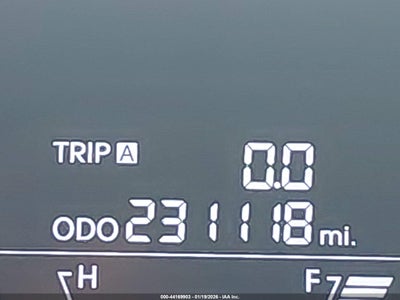 TRIP A 0.0
ODO 231118 mi.
H F
000-44169903 - 01/19/2026 - IAA Inc.